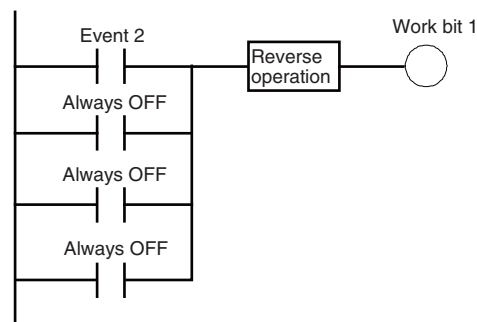 Work bit 1
Event 2
Reverse
operation
Always OFF
Always OFF
Always OFF